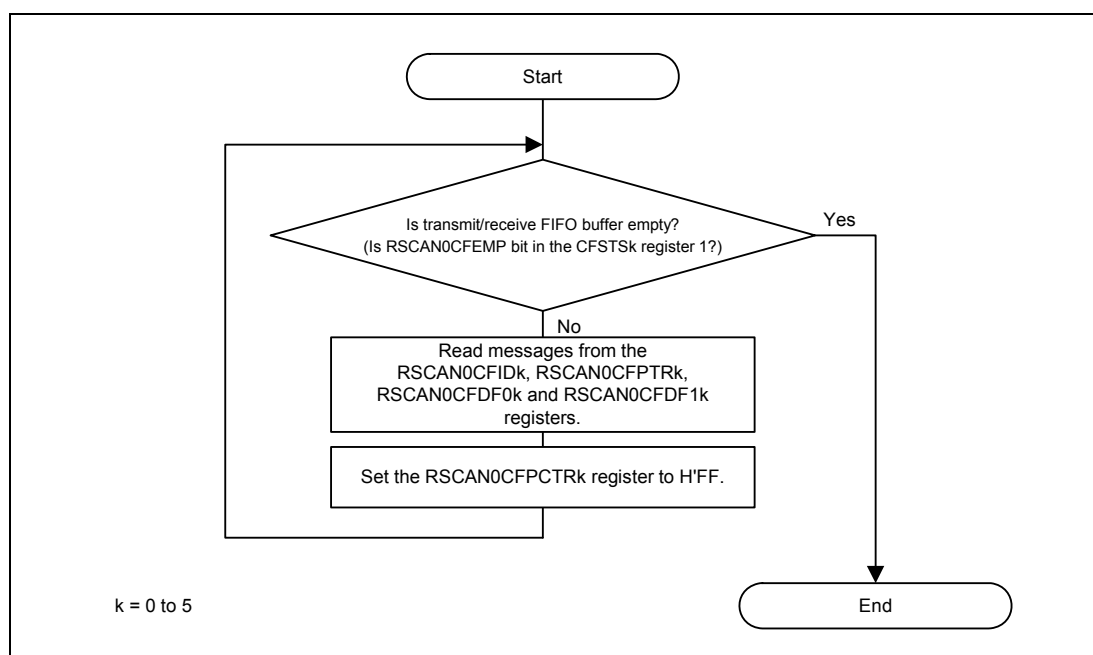 Start
Is transmit/receive FIFO buffer empty?
(Is RSCAN0CFEMP bit in the CFSTSk register 1?)
Yes
No
Read messages from the
RSCAN0CFIDk, RSCAN0CFPTRk,
RSCAN0CFDF0k and RSCAN0CFDF1k
registers.
Set the RSCAN0CFPCTRk register to H'FF.
k = 0 to 5
End